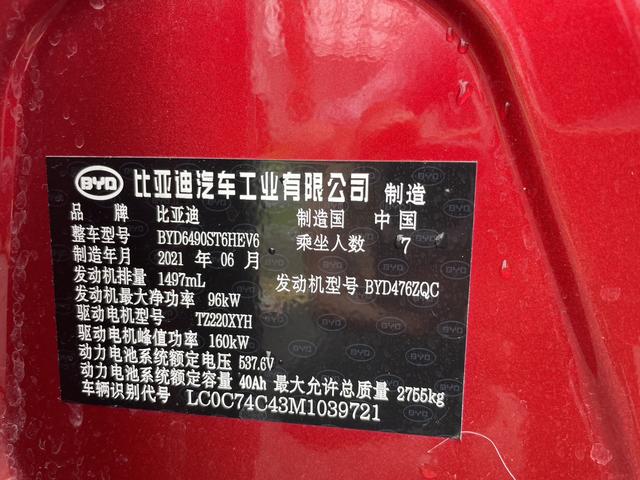 BYD 比亚迪汽车工业有限公司 制造
品 牌 比亚迪 制造国 中国
整车型号 BYD6490ST6HEV6 乘坐人数 7
制造年月 2021 年 06 月
发动机排量 1497mL 发动机型号 BYD476ZQC
发动机最大净功率 96kW
驱动电机型号 TZ220XYH
驱动电机峰值功率 160kW
动力电池系统额定电压 537.6V
动力电池系统额定容量 40Ah 最大允许总质量 2755kg
车辆识别代号 LC0C74C43M1039721